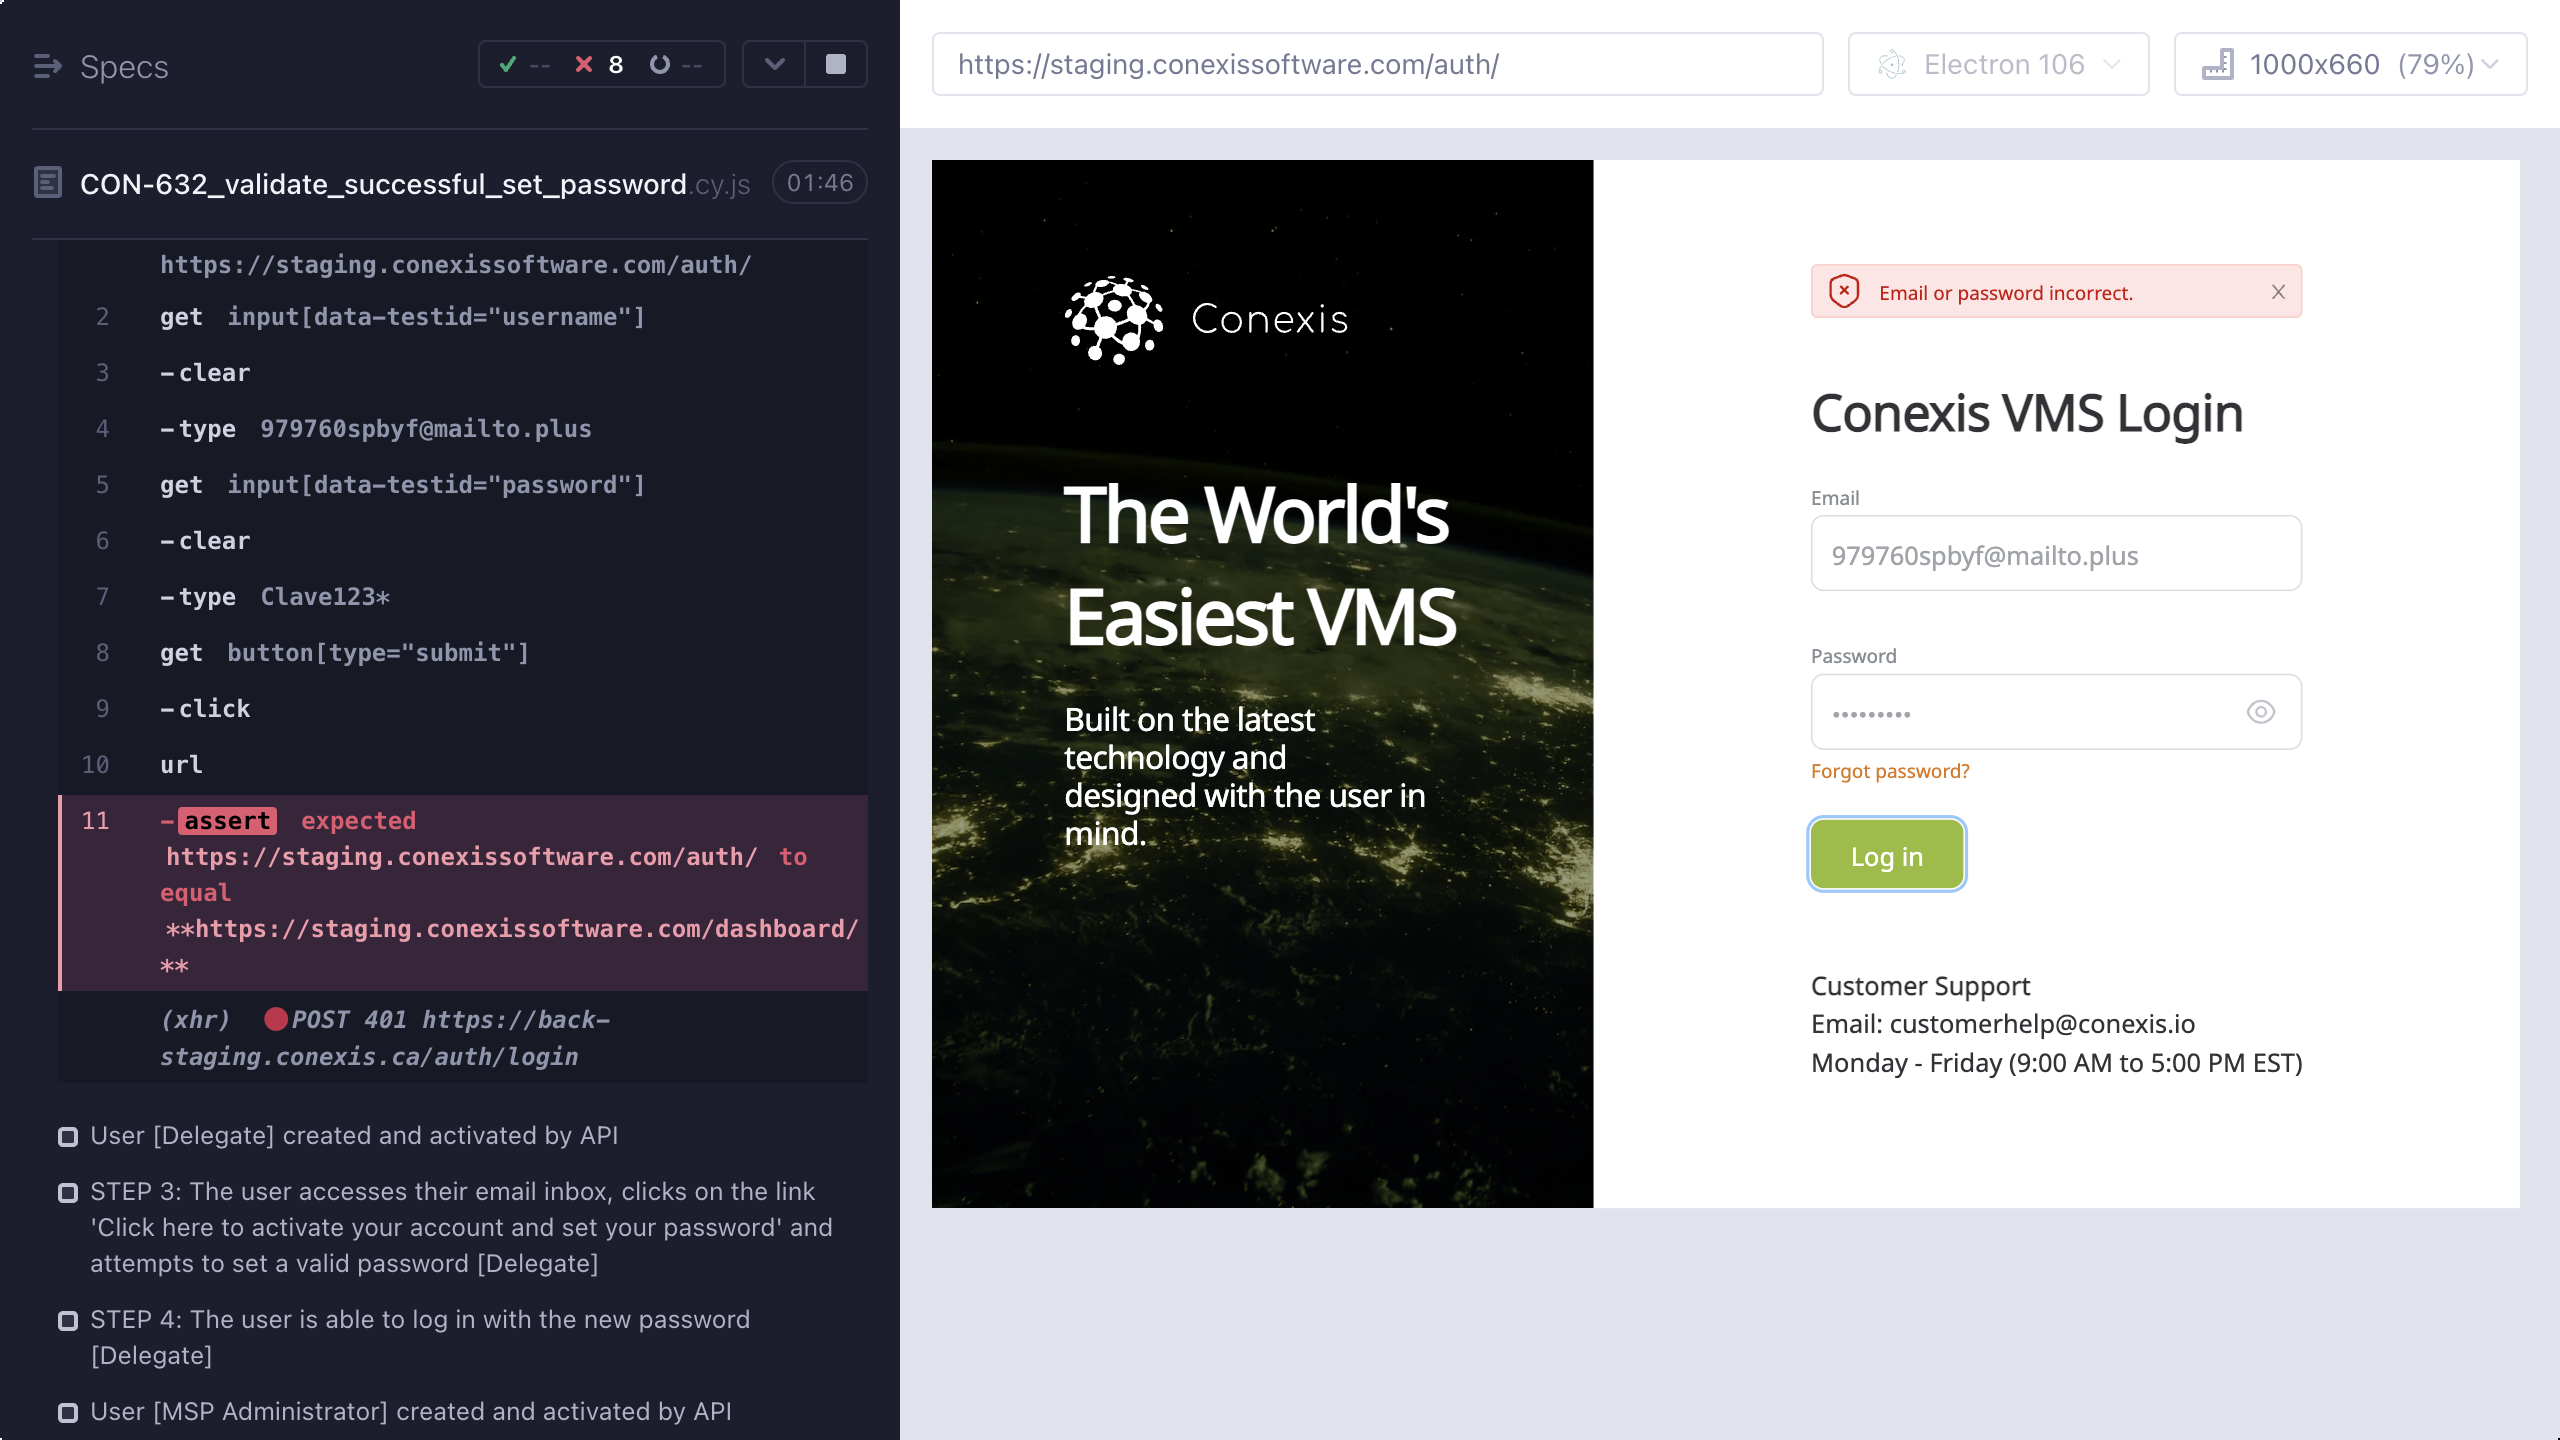 Specs
-- 8 --
CON-632_validate_successful_set_password.cy.js 01:46
https://staging.conexissoftware.com/auth/
2 get input[data-testid="username"]
3 -clear
4 -type 979760spbyf@mailto.plus
5 get input[data-testid="password"]
6 -clear
7 -type Clave123*
8 get button[type="submit"]
9 -click
10 url
11 -assert expected
https://staging.conexissoftware.com/auth/ to
equal
**https://staging.conexissoftware.com/dashboard/
**
(xhr) POST 401 https://back-
staging.conexis.ca/auth/login
User [Delegate] created and activated by API
STEP 3: The user accesses their email inbox, clicks on the link
'Click here to activate your account and set your password' and
attempts to set a valid password [Delegate]
STEP 4: The user is able to log in with the new password
[Delegate]
User [MSP Administrator] created and activated by API
https://staging.conexissoftware.com/auth/
Electron 106
1000x660 (79%)
Conexis
The World's
Easiest VMS
Built on the latest
technology and
designed with the user in
mind.
Email or password incorrect.
Conexis VMS Login
Email
979760spbyf@mailto.plus
Password
•••••••••
Forgot password?
Log in
Customer Support
Email: customerhelp@conexis.io
Monday - Friday (9:00 AM to 5:00 PM EST)